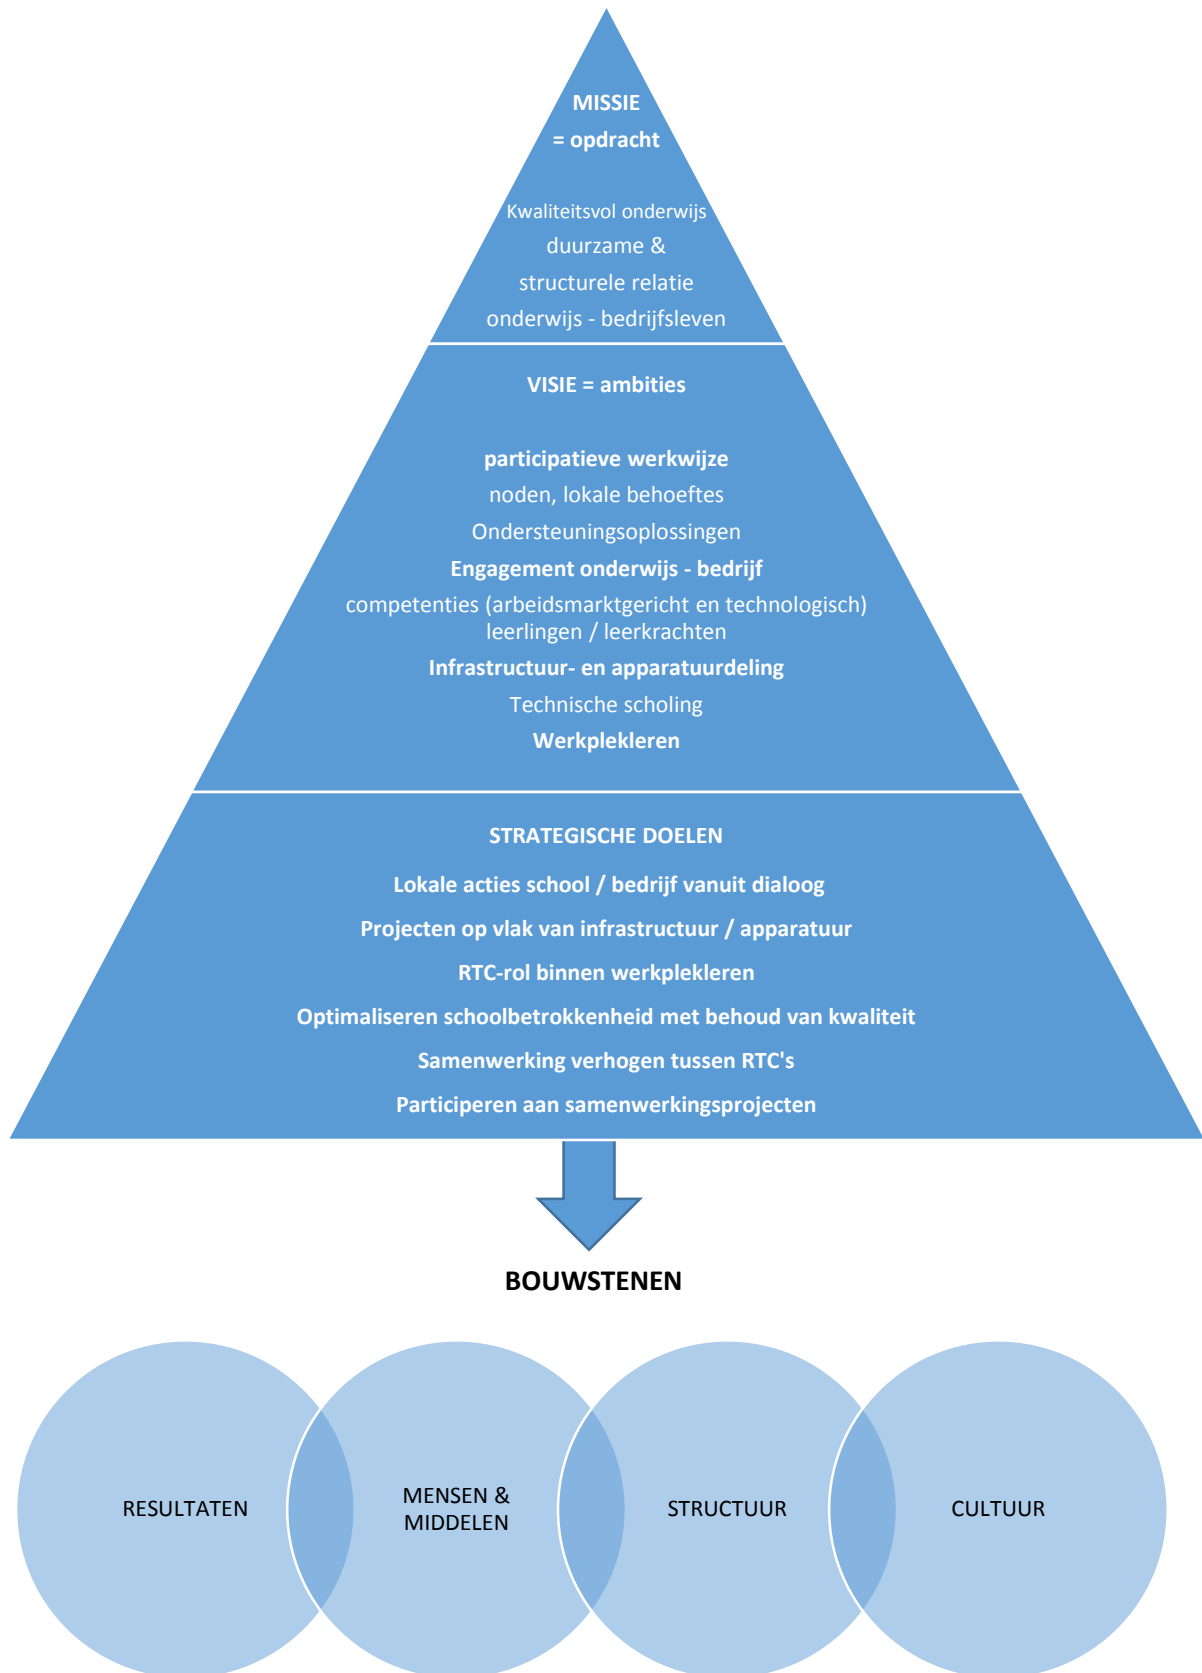 MISSIE
= opdracht
Kwaliteitsvol onderwijs
duurzame &
structurele relatie
onderwijs - bedrijfsleven
VISIE = ambities
participatieve werkwijze
noden, lokale behoeftes
Ondersteuningsoplossingen
Engagement onderwijs - bedrijf
competenties (arbeidsmarktgericht en technologisch)
leerlingen / leerkrachten
Infrastructuur- en apparatuurdeling
Technische scholing
Werkplekleren
STRATEGISCHE DOELEN
Lokale acties school / bedrijf vanuit dialoog
Projecten op vlak van infrastructuur / apparatuur
RTC-rol binnen werkplekleren
Optimaliseren schoolbetrokkenheid met behoud van kwaliteit
Samenwerking verhogen tussen RTC's
Participeren aan samenwerkingsprojecten
BOUWSTENEN
RESULTATEN
MENSEN &
MIDDELEN
STRUCTUUR
CULTUUR